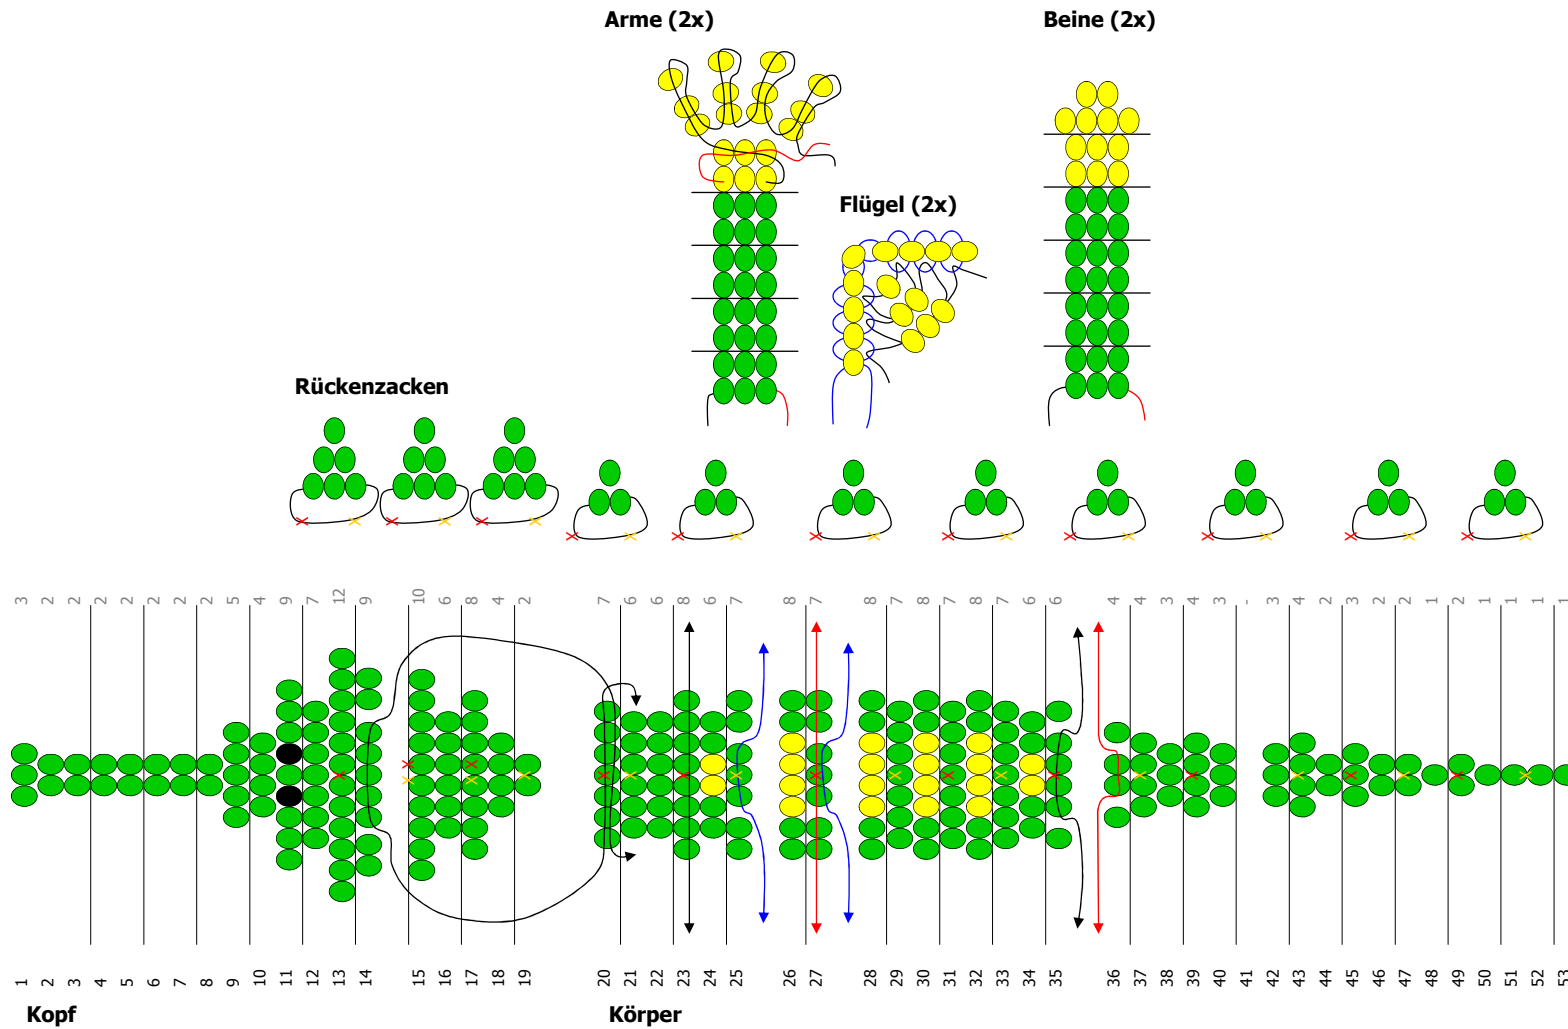 Arme (2x)
Beine (2x)
Flügel (2x)
Rückenzacken
3 2 2 2 2 2 2 2 5 4 9 7 12 9 10 6 8 4 2 7 6 6 8 6 7 8 7 8 7 8 7 8 7 6 6 4 4 3 4 3 - 3 4 2 3 2 2 1 2 1 1 1 1
1 2 3 4 5 6 7 8 9 10 11 12 13 14 15 16 17 18 19 20 21 22 23 24 25 26 27 28 29 30 31 32 33 34 35 36 37 38 39 40 41 42 43 44 45 46 47 48 49 50 51 52 53
Kopf
Körper